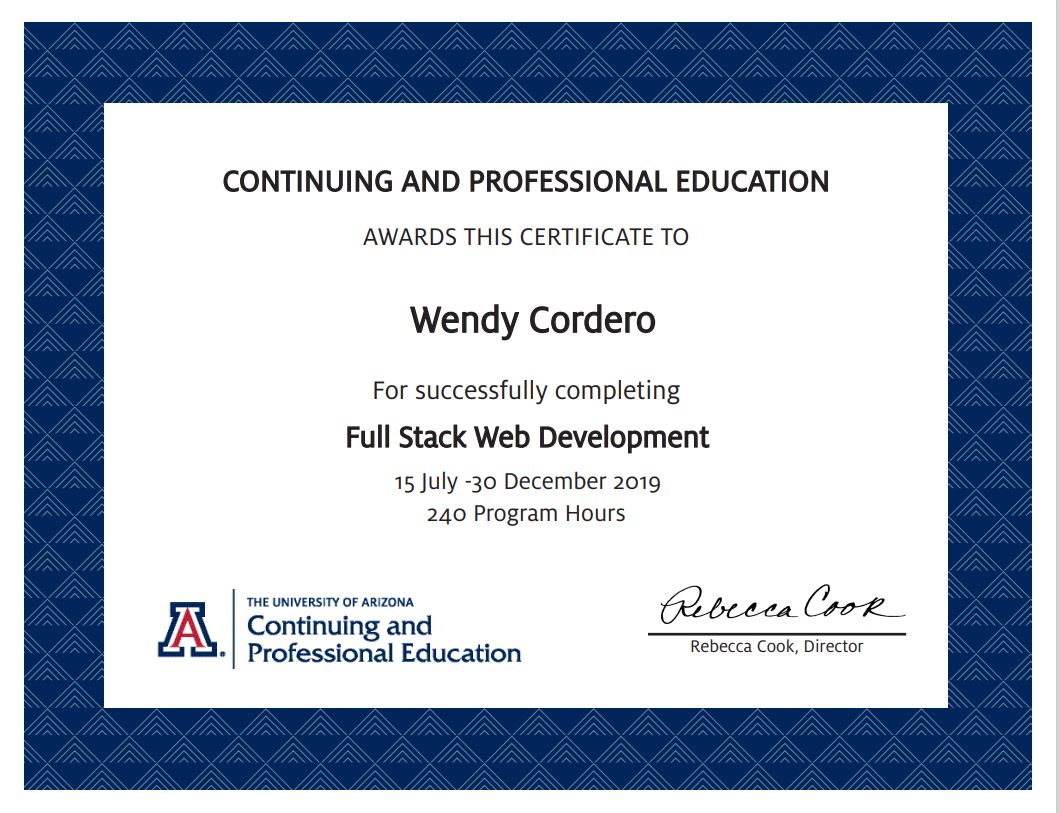 CONTINUING AND PROFESSIONAL EDUCATION
AWARDS THIS CERTIFICATE TO
Wendy Cordero
For successfully completing
Full Stack Web Development
15 July -30 December 2019
240 Program Hours
A
THE UNIVERSITY OF ARIZONA
Continuing and
Professional Education
Rebecca Cook
Rebecca Cook, Director